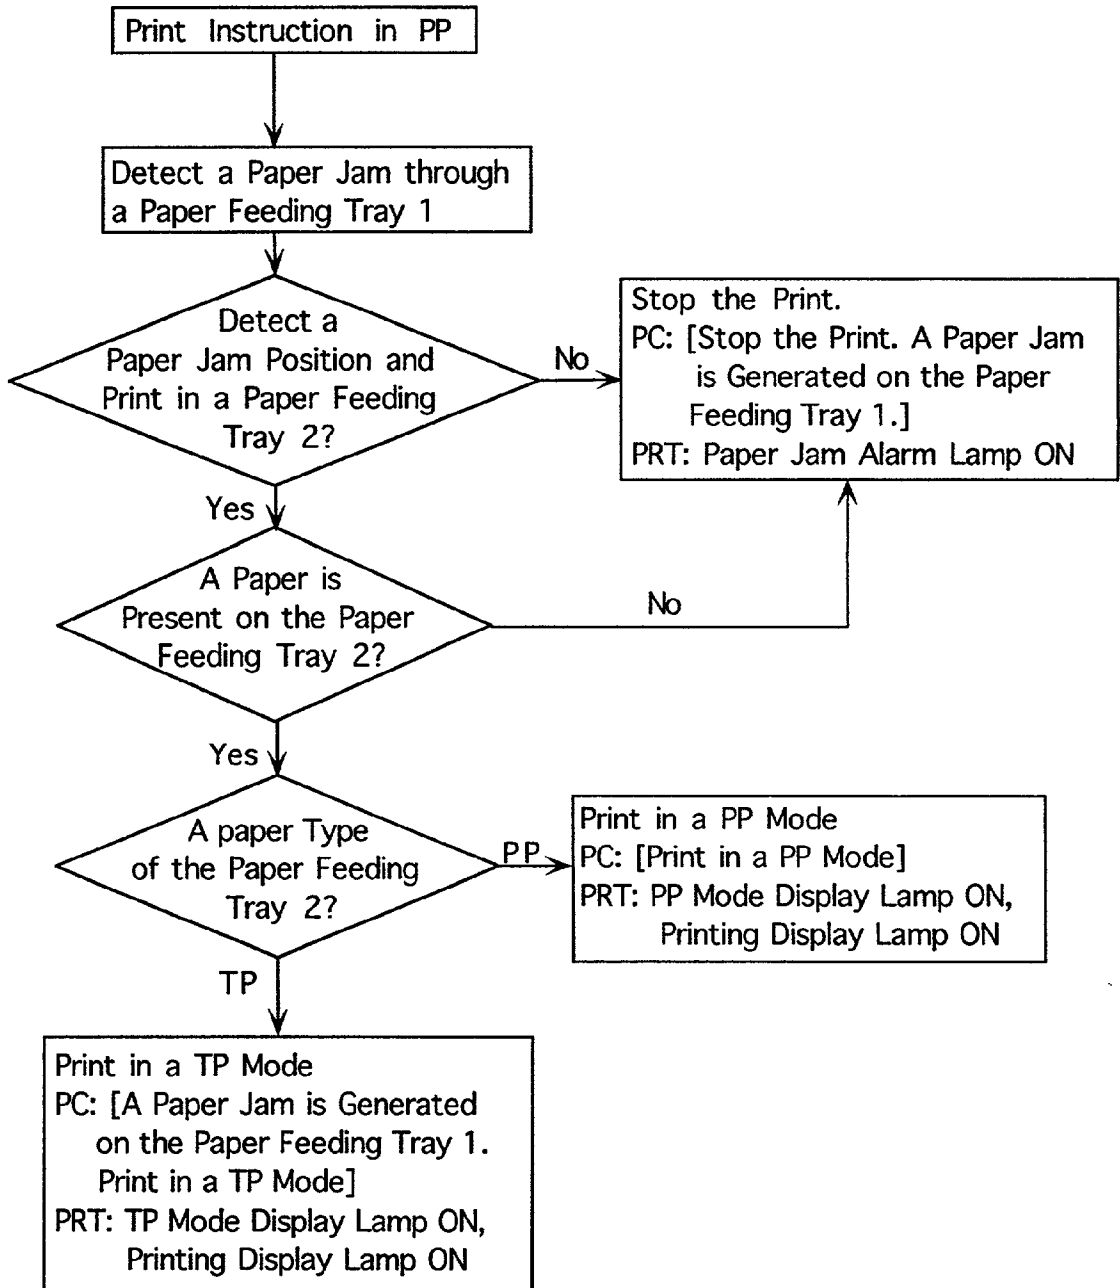 Print Instruction in PP
Detect a Paper Jam through
a Paper Feeding Tray 1
Detect a
Paper Jam Position and
Print in a Paper Feeding
Tray 2?
No
Stop the Print.
PC: [Stop the Print. A Paper Jam
is Generated on the Paper
Feeding Tray 1.]
PRT: Paper Jam Alarm Lamp ON
Yes
A Paper is
Present on the Paper
Feeding Tray 2?
No
Yes
A paper Type
of the Paper Feeding
Tray 2?
PP
Print in a PP Mode
PC: [Print in a PP Mode]
PRT: PP Mode Display Lamp ON,
Printing Display Lamp ON
TP
Print in a TP Mode
PC: [A Paper Jam is Generated
on the Paper Feeding Tray 1.
Print in a TP Mode]
PRT: TP Mode Display Lamp ON,
Printing Display Lamp ON